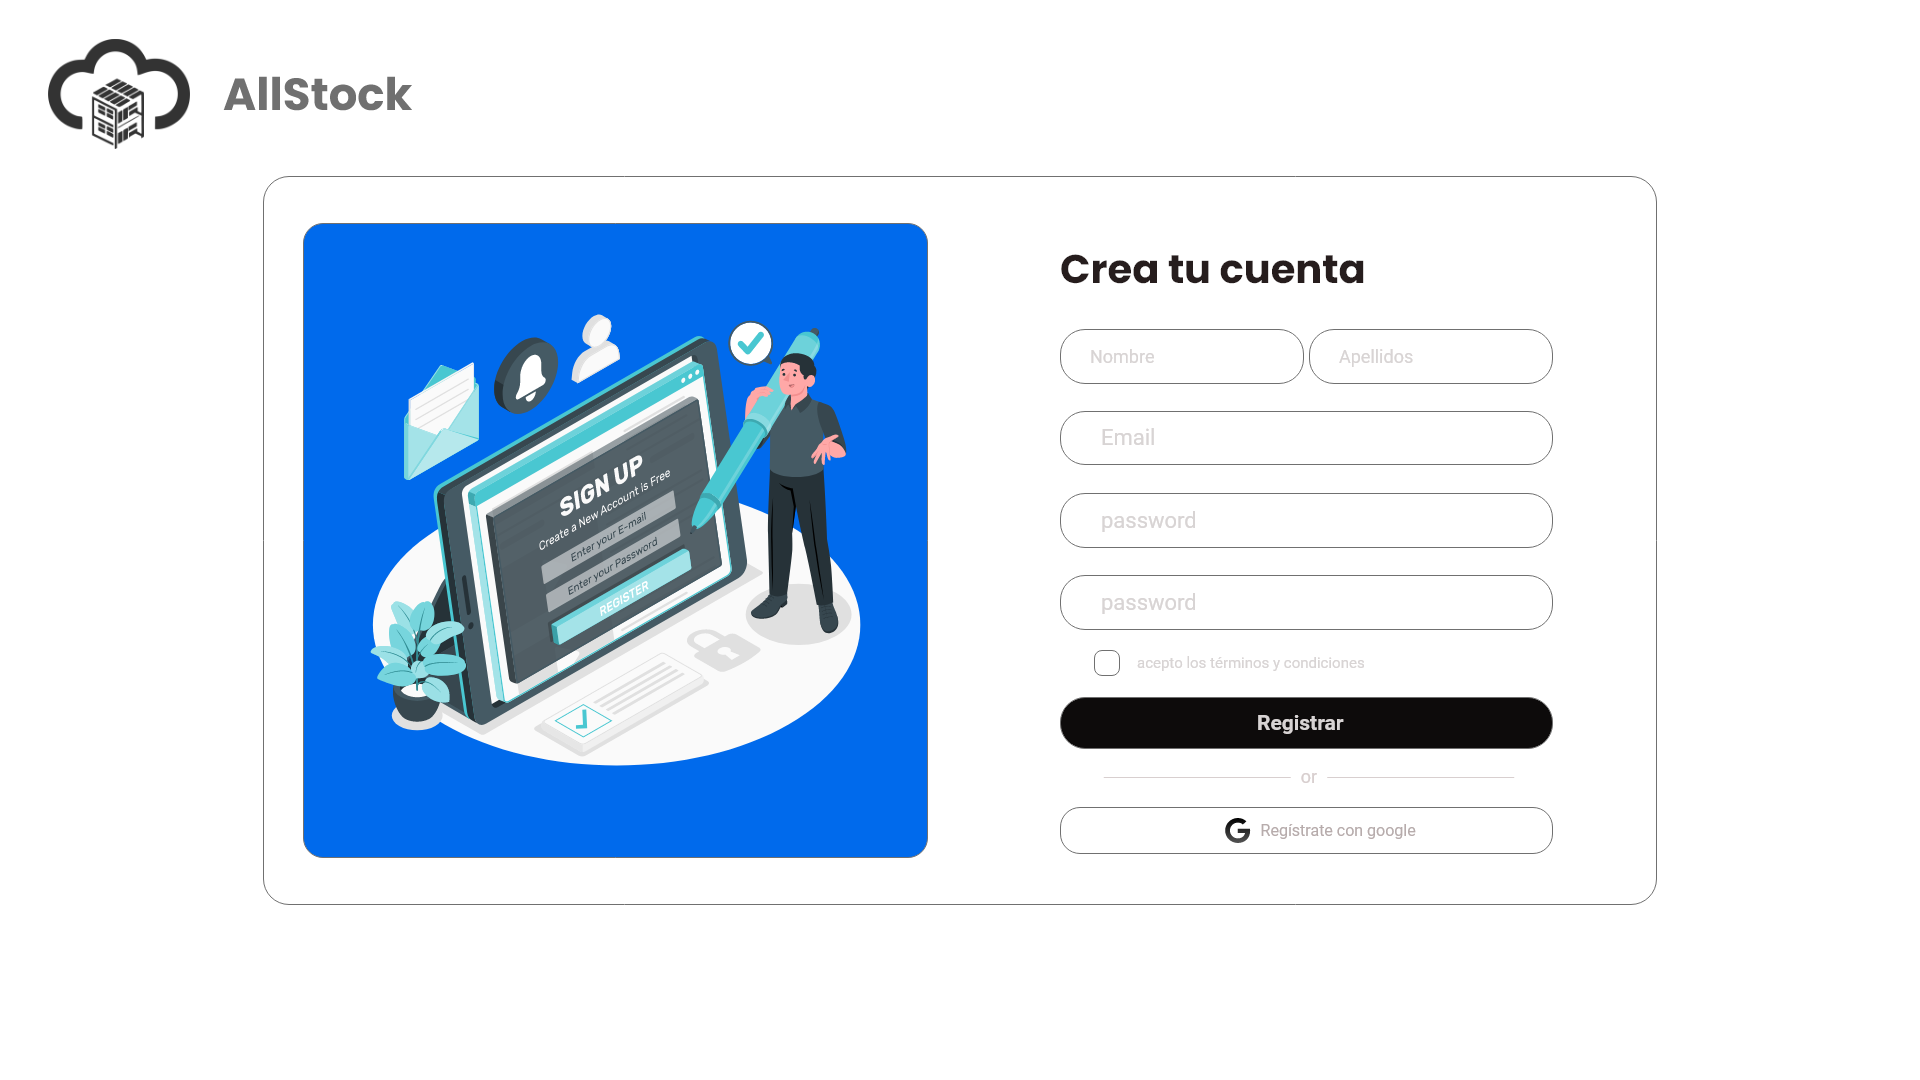 AllStock
Crea tu cuenta
Nombre
Apellidos
Email
password
password
acepto los términos y condiciones
Registrar
or
Regístrate con google
SIGN UP
Create a New Account is Free
Enter your E-mail
Enter your Password
REGISTER